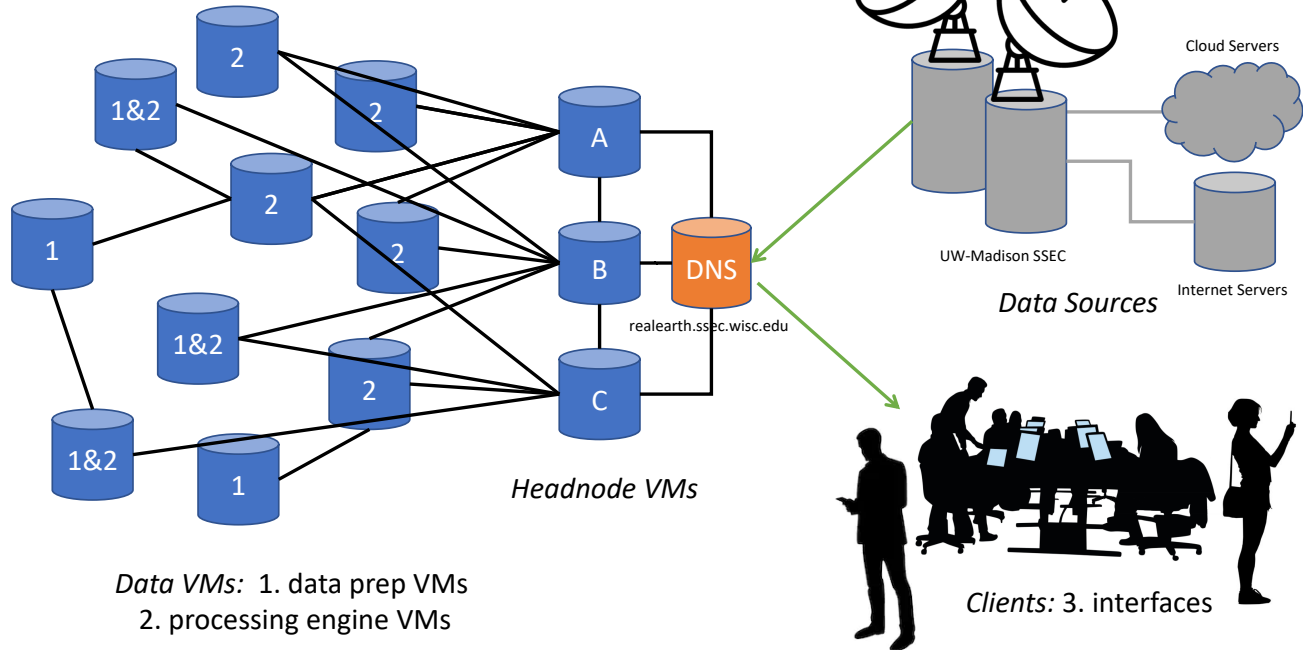 2
1&2
2
2
1
2
1&2
2
1&2
1
A
B
C
DNS
realearth.ssec.wisc.edu
Headnode VMs
Data VMs: 1. data prep VMs
2. processing engine VMs
Cloud Servers
UW-Madison SSEC
Internet Servers
Data Sources
Clients: 3. interfaces